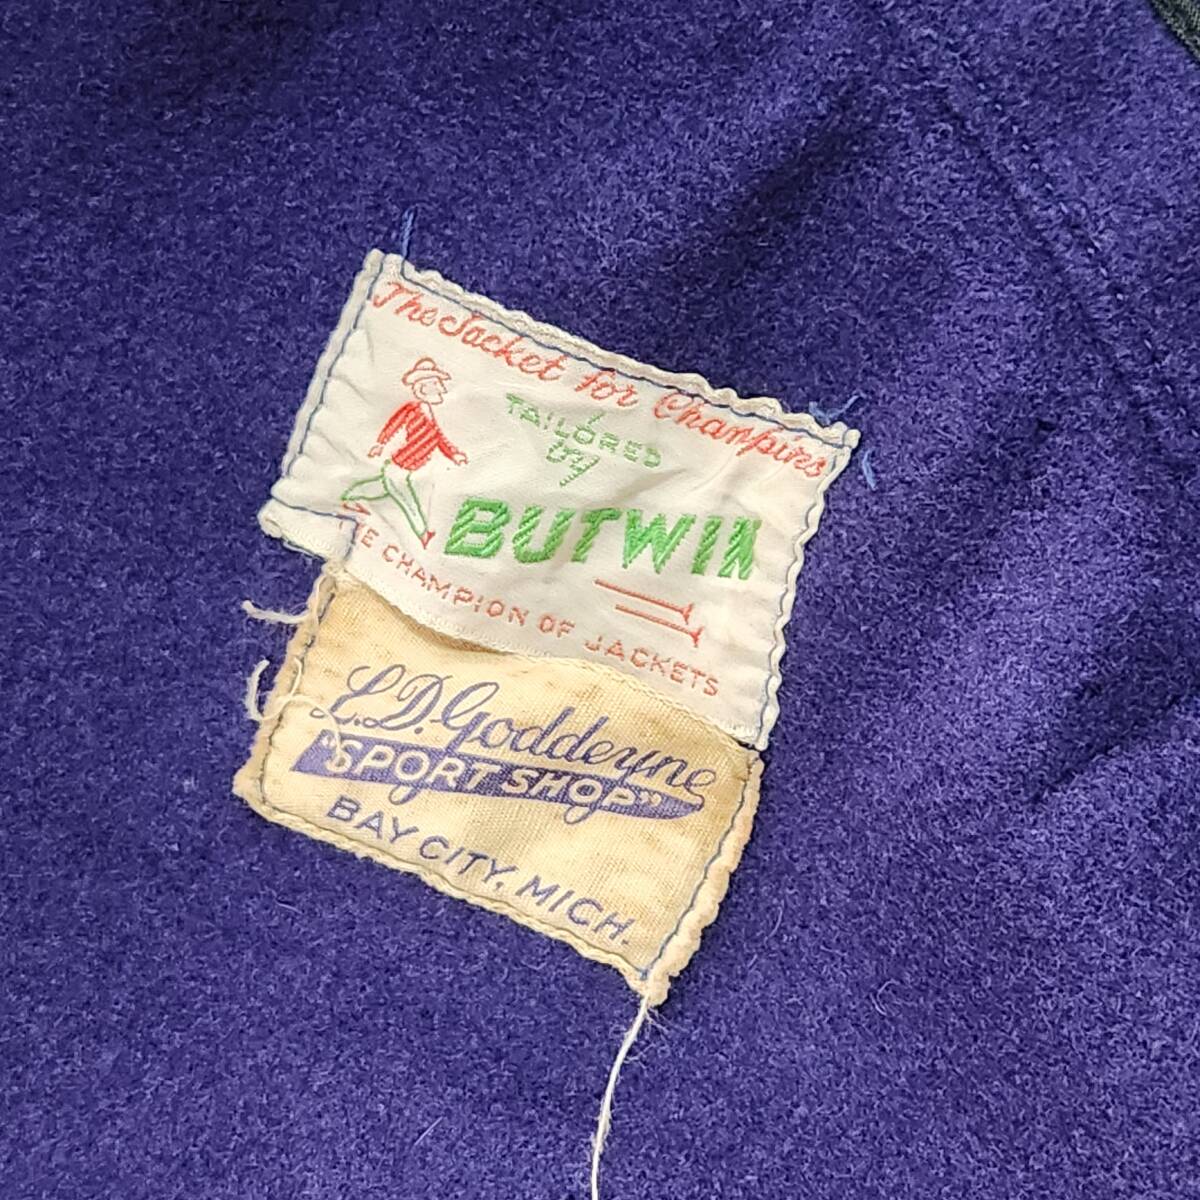 The Jacket for Champions
TAILORED
by
BUTWIN
THE CHAMPION OF JACKETS
L.D. Goddeyne
"SPORT SHOP"
BAY CITY, MICH.